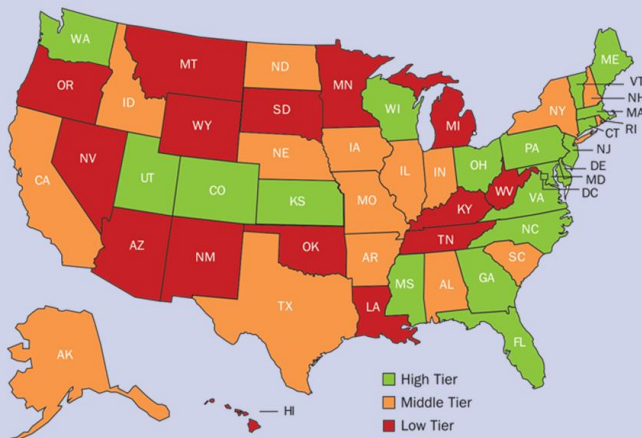 WA
ME
MT
ND
VT
MN
OR
NH
ID
WI
NY
SD
MA
WY
MI
RI
CT
PA
IA
NJ
NE
OH
NV
IL
IN
DE
UT
MD
CA
CO
WV
VA
DC
KS
MO
KY
NC
TN
OK
AZ
NM
AR
SC
MS
AL
GA
TX
LA
FL
AK
High Tier
Middle Tier
HI
Low Tier